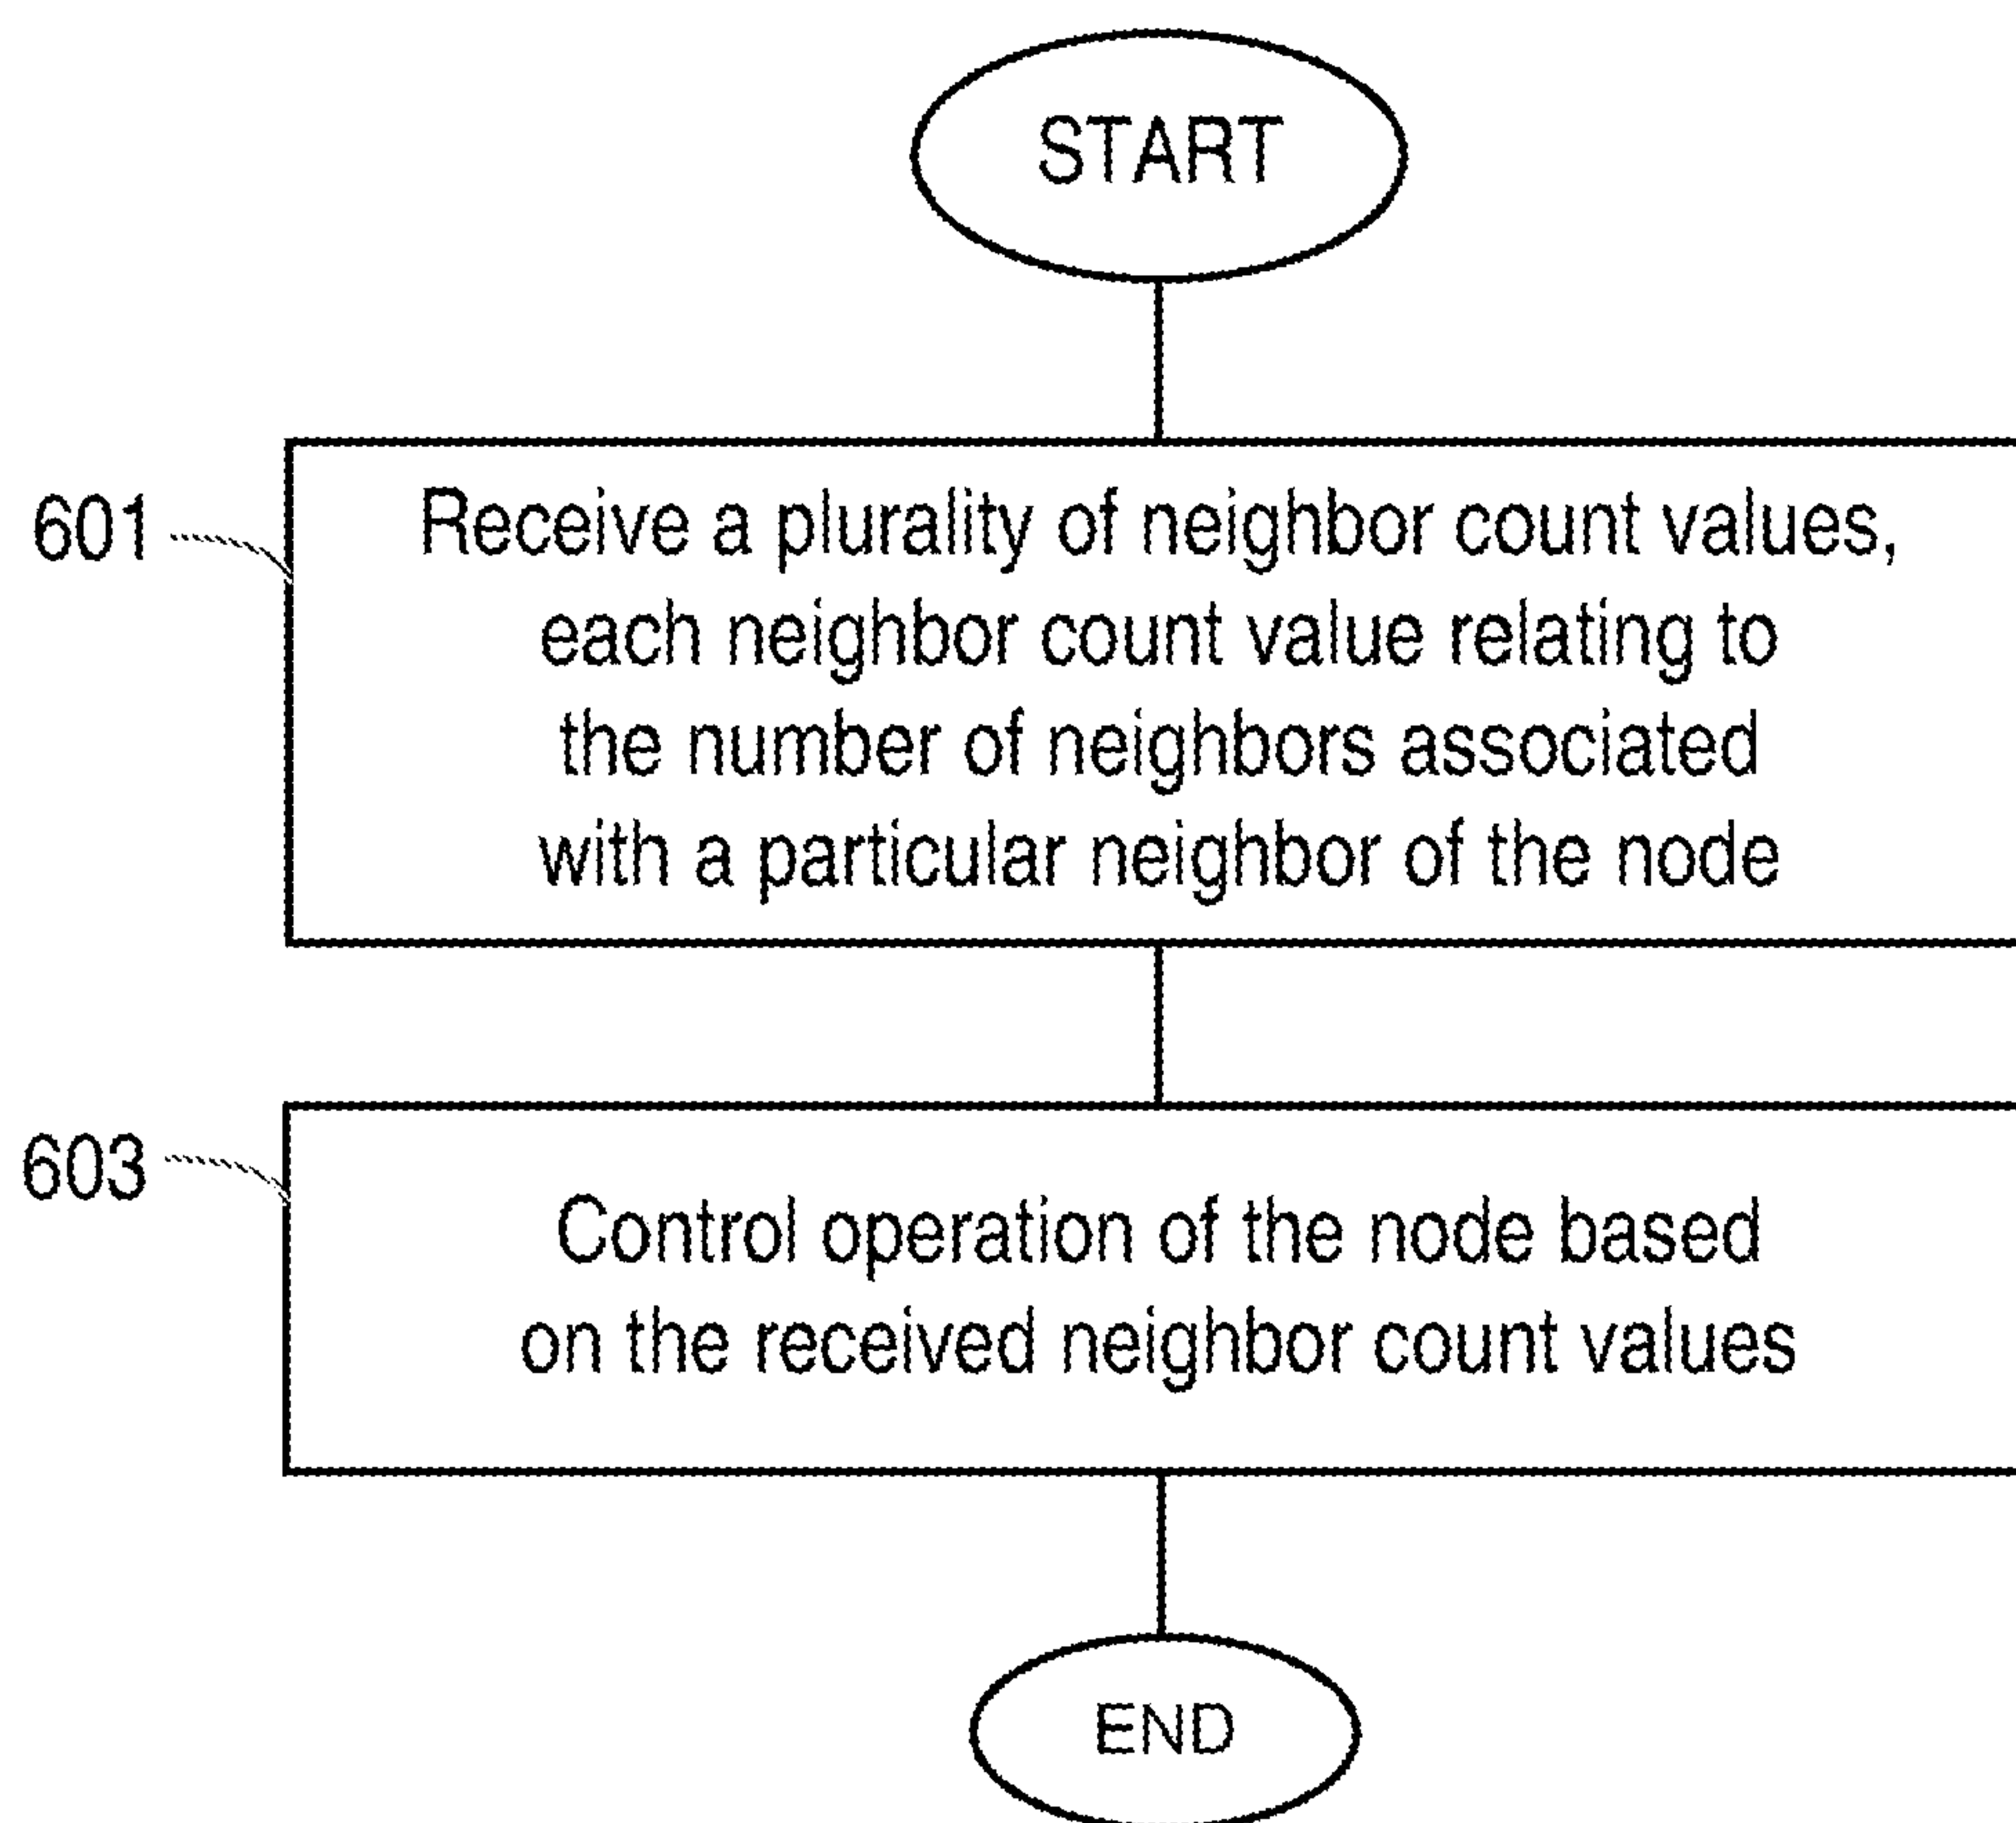 START
601
Receive a plurality of neighbor count values,
each neighbor count value relating to
the number of neighbors associated
with a particular neighbor of the node
603
Control operation of the node based
on the received neighbor count values
END